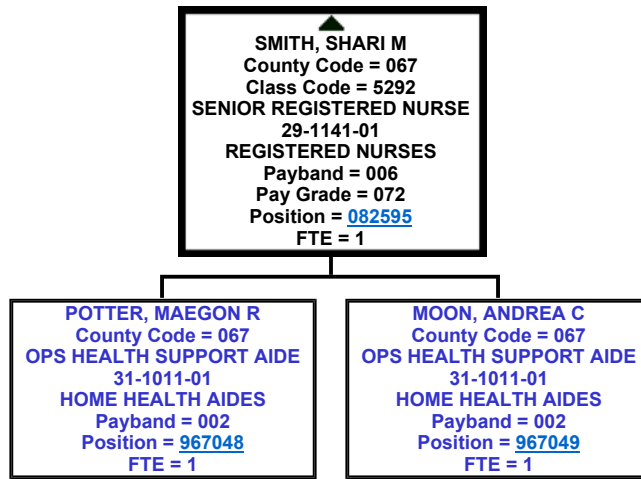 SMITH, SHARI M
County Code = 067
Class Code = 5292
SENIOR REGISTERED NURSE
29-1141-01
REGISTERED NURSES
Payband = 006
Pay Grade = 072
Position = 082595
FTE = 1
POTTER, MAEGON R
County Code = 067
OPS HEALTH SUPPORT AIDE
31-1011-01
HOME HEALTH AIDES
Payband = 002
Position = 967048
FTE = 1
MOON, ANDREA C
County Code = 067
OPS HEALTH SUPPORT AIDE
31-1011-01
HOME HEALTH AIDES
Payband = 002
Position = 967049
FTE = 1